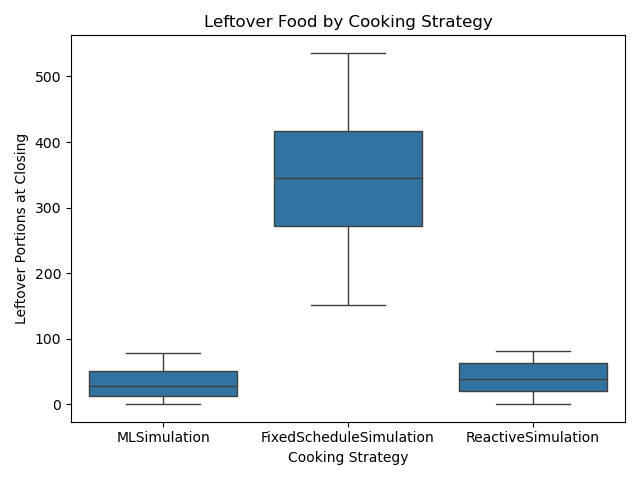 Leftover Food by Cooking Strategy
Leftover Portions at Closing
500
400
300
200
100
0
MLSimulation
FixedScheduleSimulation
ReactiveSimulation
Cooking Strategy